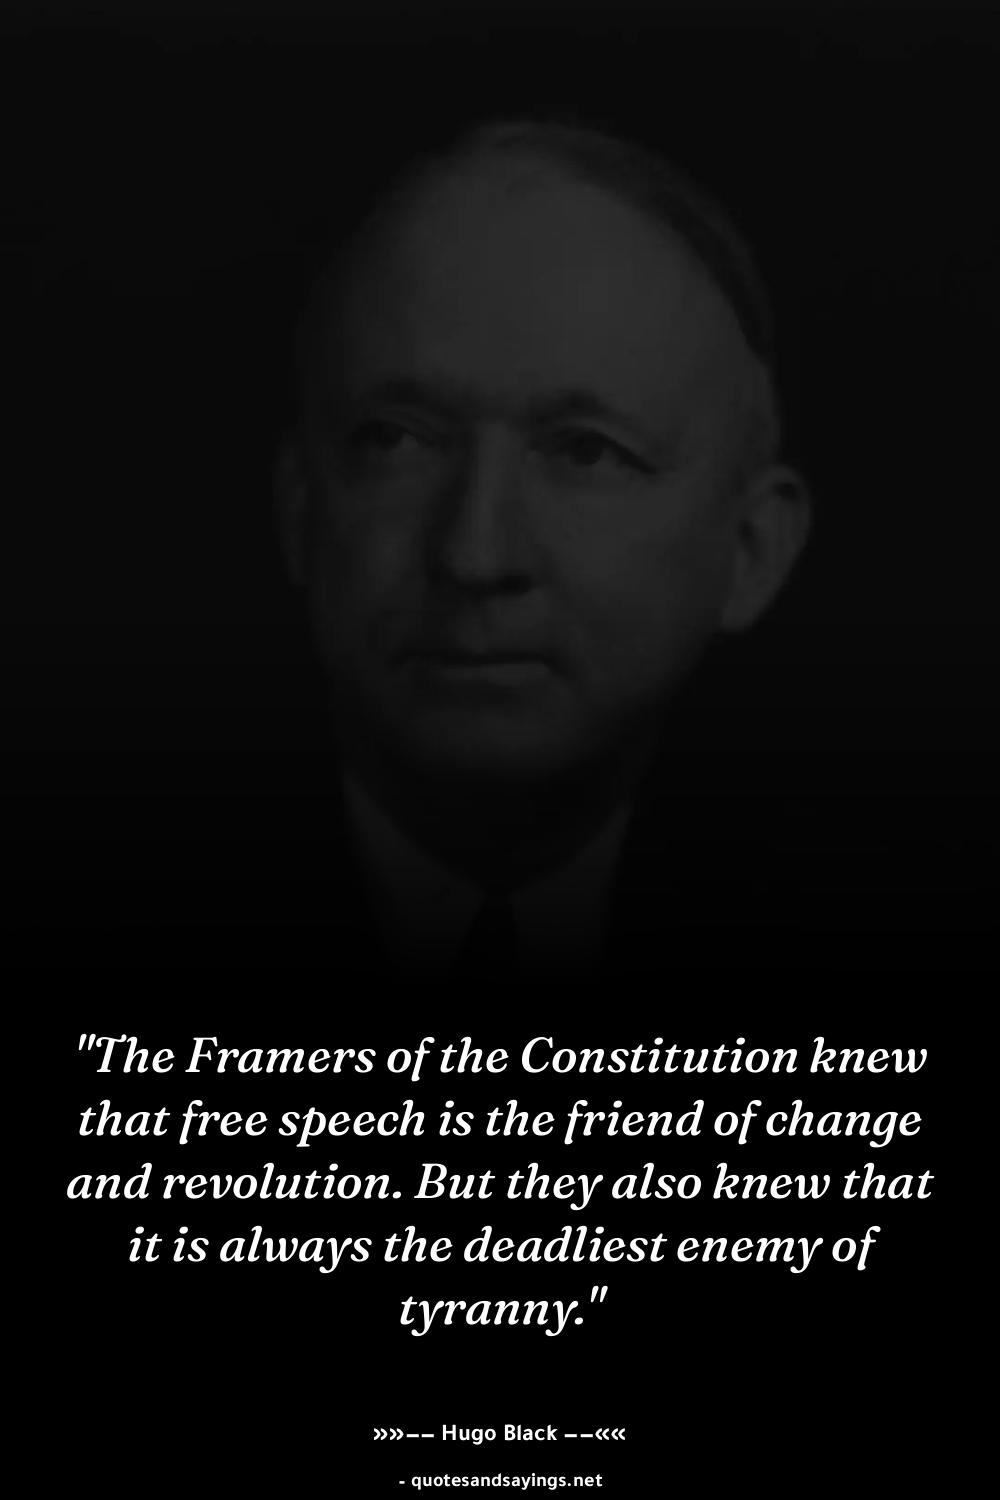 "The Framers of the Constitution knew
that free speech is the friend of change
and revolution. But they also knew that
it is always the deadliest enemy of
tyranny."
»»−− Hugo Black −−««
- quotesandsayings.net